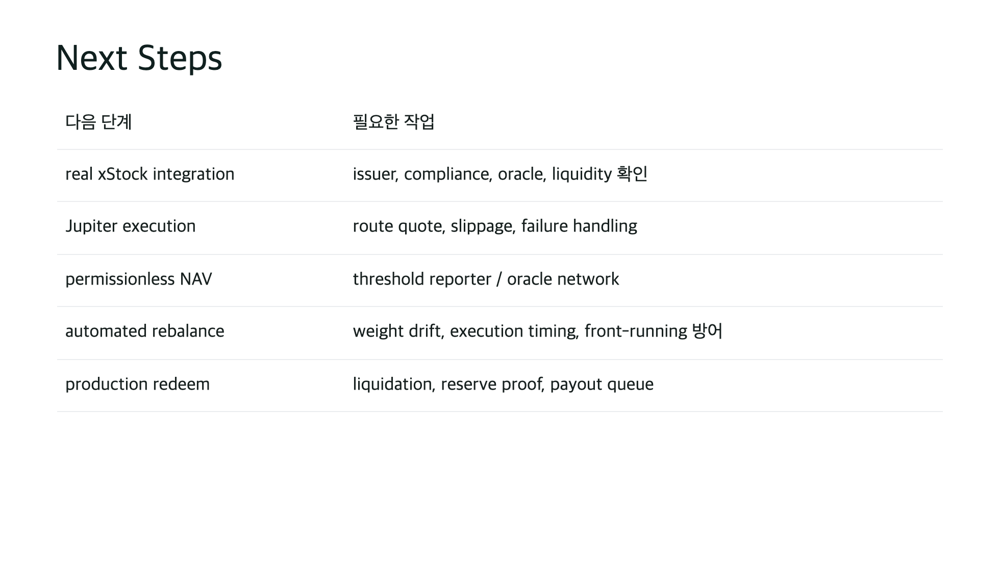 Next Steps
다음 단계 필요한 작업
real xStock integration issuer, compliance, oracle, liquidity 확인
Jupiter execution route quote, slippage, failure handling
permissionless NAV threshold reporter / oracle network
automated rebalance weight drift, execution timing, front-running 방어
production redeem liquidation, reserve proof, payout queue